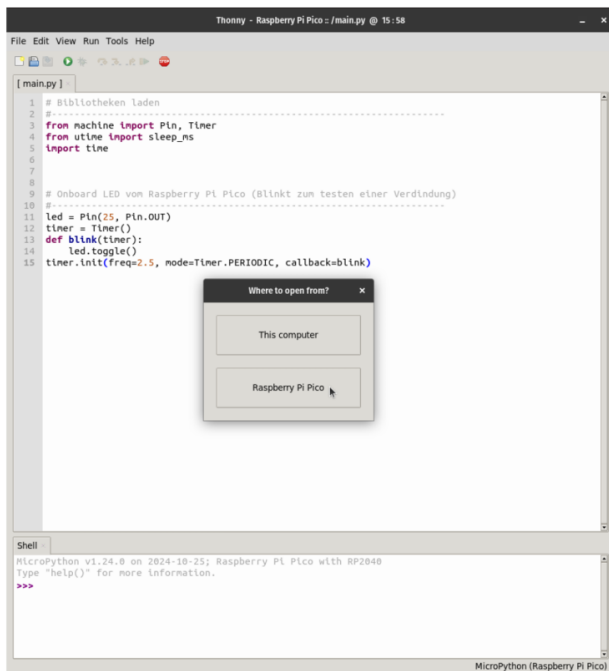 Thonny - Raspberry Pi Pico :: /main.py @ 15 : 58
File Edit View Run Tools Help
STOP
[ main.py ]
1 # Bibliotheken laden
2 #-----------------------------------------------------------------------
3 from machine import Pin, Timer
4 from utime import sleep_ms
5 import time
6
7
8
9 # Onboard LED vom Raspberry Pi Pico (Blinkt zum testen einer Verdindung)
10 #-----------------------------------------------------------------------
11 led = Pin(25, Pin.OUT)
12 timer = Timer()
13 def blink(timer):
14     led.toggle()
15 timer.init(freq=2.5, mode=Timer.PERIODIC, callback=blink)
Where to open from?
This computer
Raspberry Pi Pico
Shell
MicroPython v1.24.0 on 2024-10-25; Raspberry Pi Pico with RP2040
Type "help()" for more information.
>>>
MicroPython (Raspberry Pi Pico)